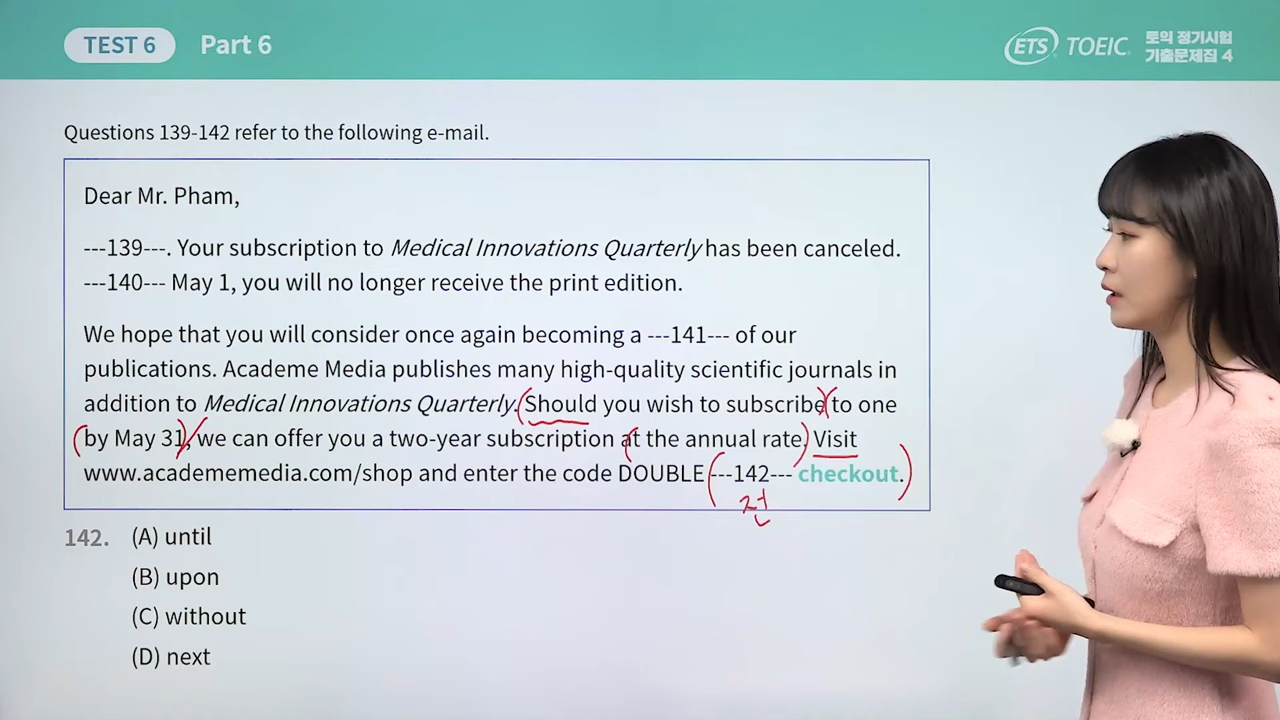 TEST 6 Part 6
ETS TOEIC 토익 정기시험
기출문제집 4
Questions 139-142 refer to the following e-mail.
Dear Mr. Pham,
---139---. Your subscription to Medical Innovations Quarterly has been canceled.
---140--- May 1, you will no longer receive the print edition.
We hope that you will consider once again becoming a ---141--- of our
publications. Academe Media publishes many high-quality scientific journals in
addition to Medical Innovations Quarterly. Should you wish to subscribe to one
by May 31, we can offer you a two-year subscription at the annual rate. Visit
www.academemedia.com/shop and enter the code DOUBLE ---142--- checkout.
전
142. (A) until
(B) upon
(C) without
(D) next